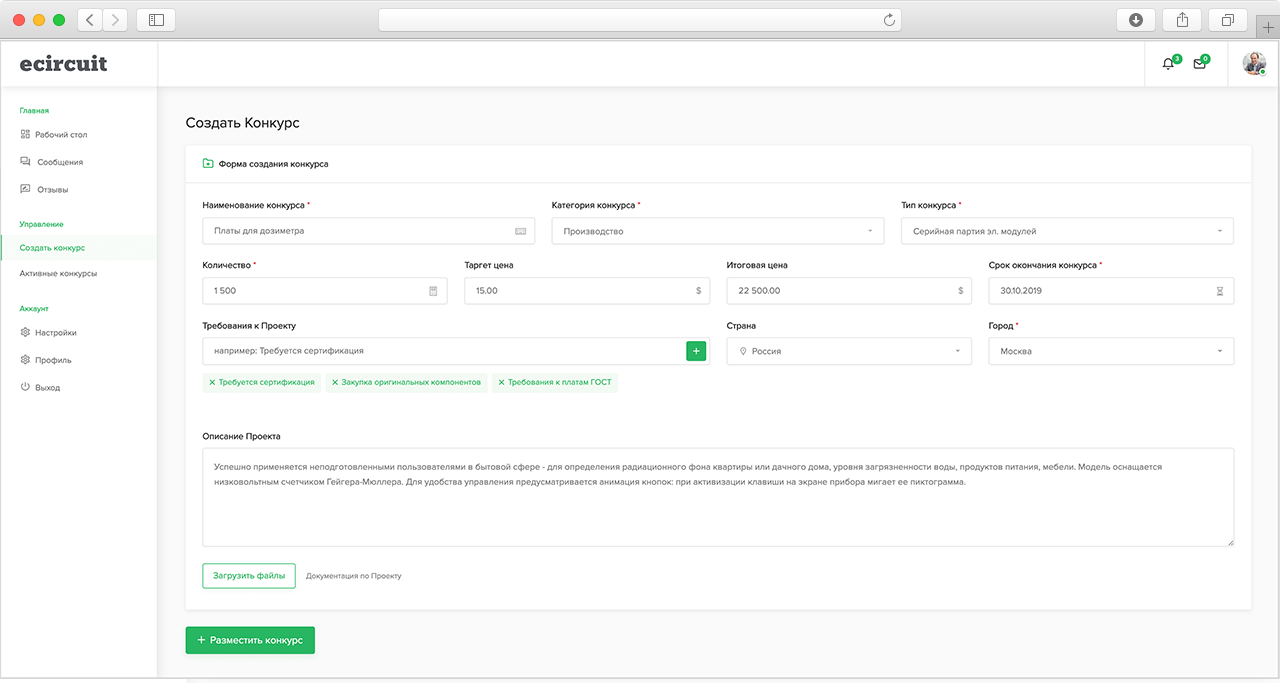 ecircuit
3
0
Главная
Рабочий стол
Сообщения
Отзывы
Управление
Создать конкурс
Активные конкурсы
Аккаунт
Настройки
Профиль
Выход
Создать Конкурс
Форма создания конкурса
Наименование конкурса *
Платы для дозиметра
Категория конкурса *
Производство
Тип конкурса *
Серийная партия эл. модулей
Количество *
1 500
Таргет цена
15.00 $
Итоговая цена
22 500.00 $
Срок окончания конкурса *
30.10.2019
Требования к Проекту
например: Требуется сертификация
+
Страна
Россия
Город *
Москва
× Требуется сертификация
× Закупка оригинальных компонентов
× Требования к платам ГОСТ
Описание Проекта
Успешно применяется неподготовленными пользователями в бытовой сфере - для определения радиационного фона квартиры или дачного дома, уровня загрязненности воды, продуктов питания, мебели. Модель оснащается
низковольтным счетчиком Гейгера-Мюллера. Для удобства управления предусматривается анимация кнопок: при активизации клавиши на экране прибора мигает ее пиктограмма.
Загрузить файлы
Документация по Проекту
+ Разместить конкурс